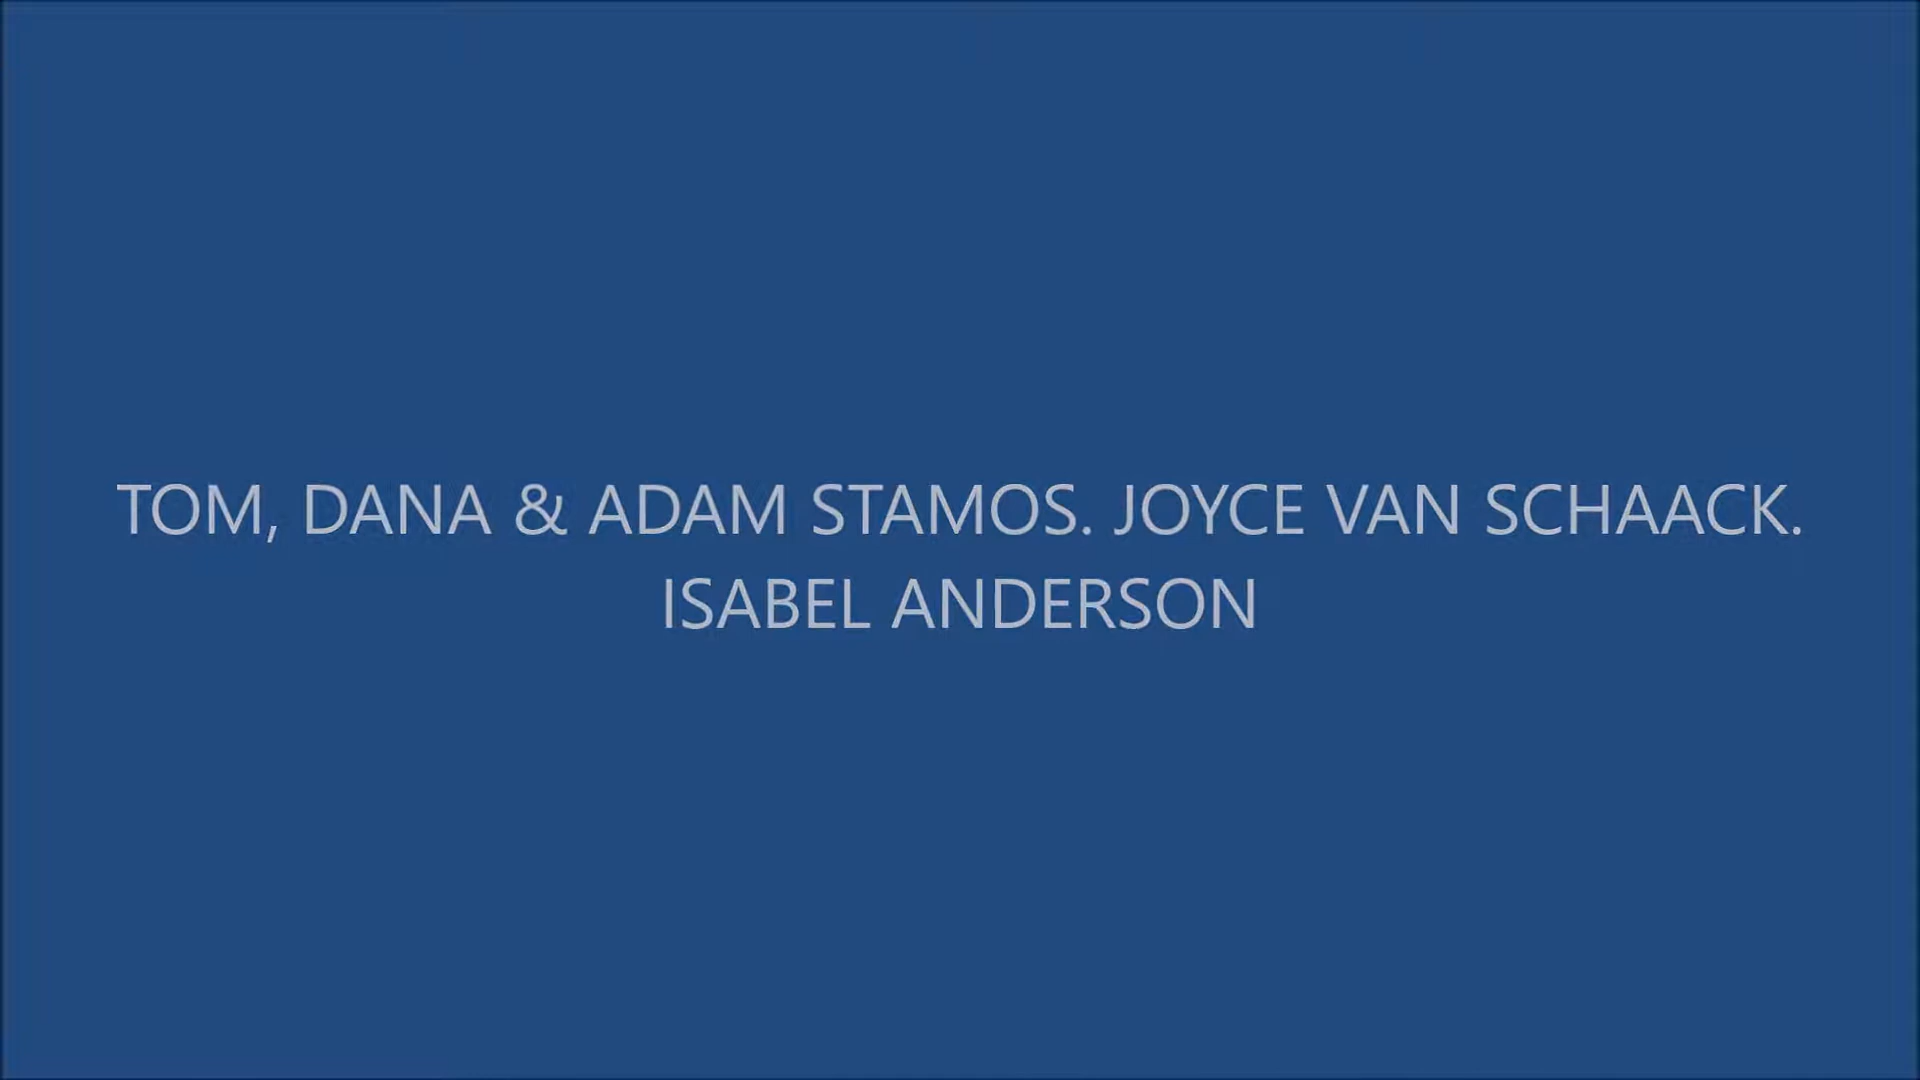 TOM, DANA & ADAM STAMOS. JOYCE VAN SCHAACK.
ISABEL ANDERSON